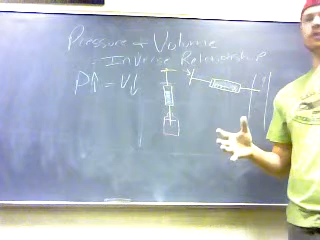 Pressure + Volume
- Inverse Relationship
P↑ = V↓